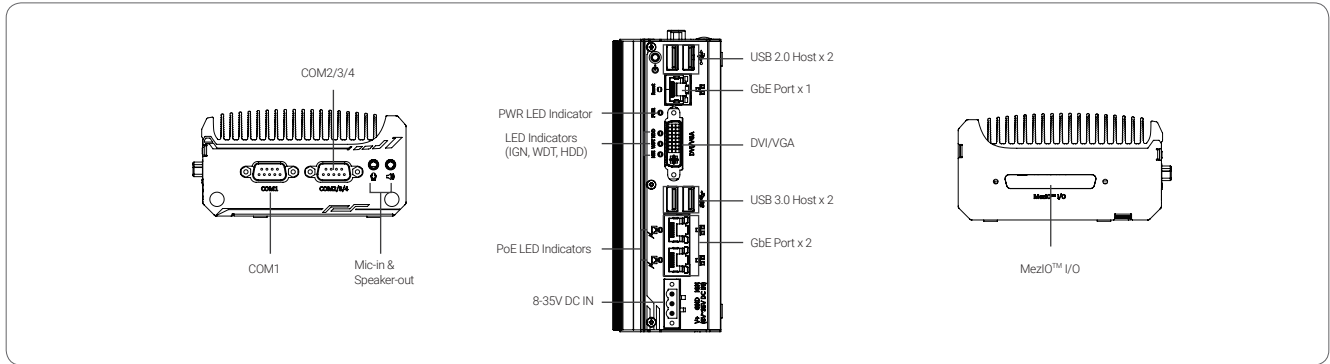 COM2/3/4
COM1
COM2/3/4
COM1
Mic-in &
Speaker-out
PWR LED Indicator
LED Indicators
(IGN, WDT, HDD)
PoE LED Indicators
8-35V DC IN
DVI/VGA
USB 2.0 Host x 2
GbE Port x 1
DVI/VGA
USB 3.0 Host x 2
GbE Port x 2
MezIO™ I/O
MezIO™ I/O